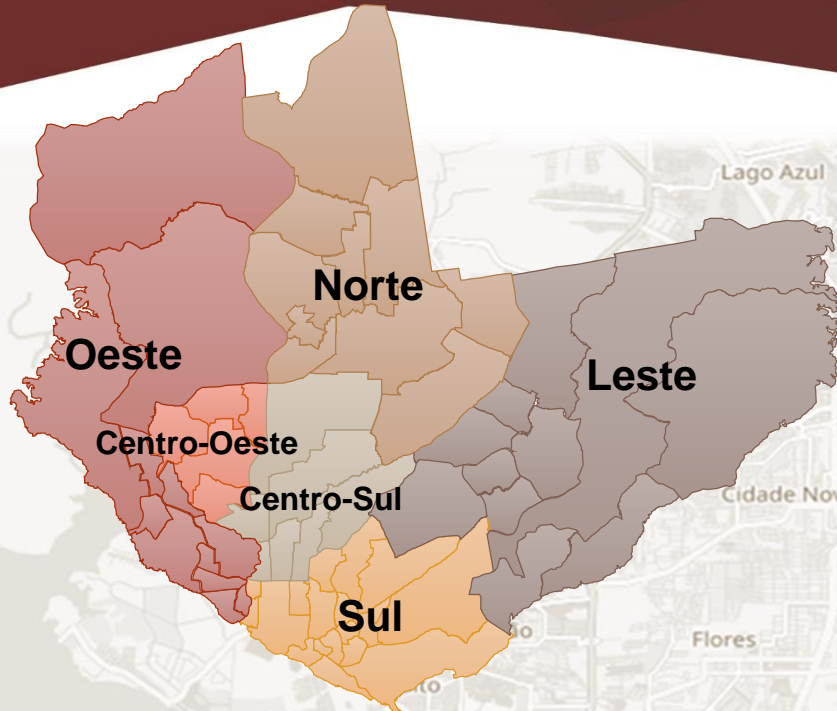 Lago Azul
Norte
Oeste
Leste
Centro-Oeste
Centro-Sul
Cidade Nov
Sul
Flores